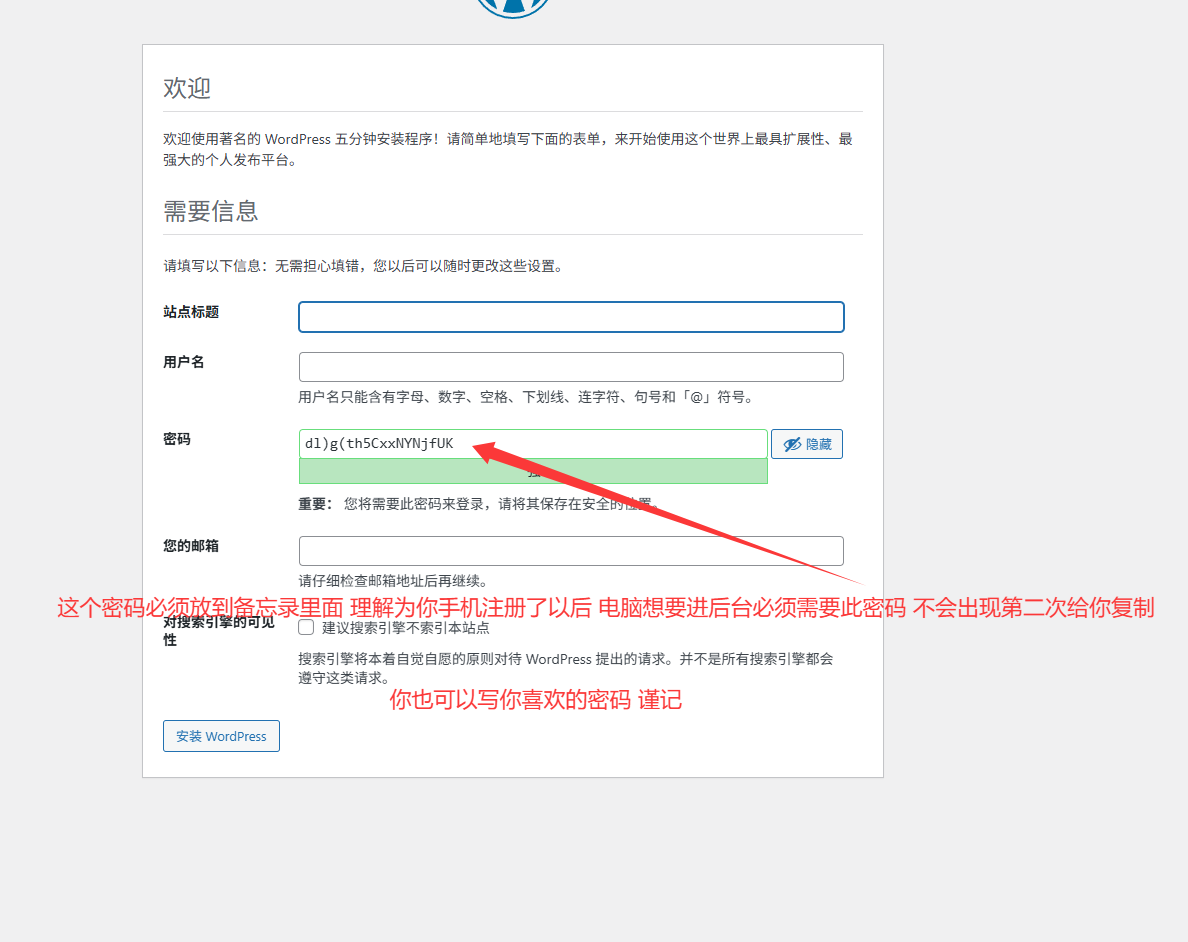 欢迎
欢迎使用著名的 WordPress 五分钟安装程序！请简单地填写下面的表单，来开始使用这个世界上最具扩展性、最
强大的个人发布平台。
需要信息
请填写以下信息：无需担心填错，您以后可以随时更改这些设置。
站点标题
用户名
用户名只能含有字母、数字、空格、下划线、连字符、句号和「@」符号。
密码
dl)g(th5CxxNYNjfUK
隐藏
强
重要： 您将需要此密码来登录，请将其保存在安全的位置。
您的邮箱
请仔细检查邮箱地址后再继续。
这个密码必须放到备忘录里面 理解为你手机注册了以后 电脑想要进后台必须需要此密码 不会出现第二次给你复制
对搜索引擎的可见
性
建议搜索引擎不索引本站点
搜索引擎将本着自觉自愿的原则对待 WordPress 提出的请求。并不是所有搜索引擎都会
遵守这类请求。
你也可以写你喜欢的密码 谨记
安装 WordPress